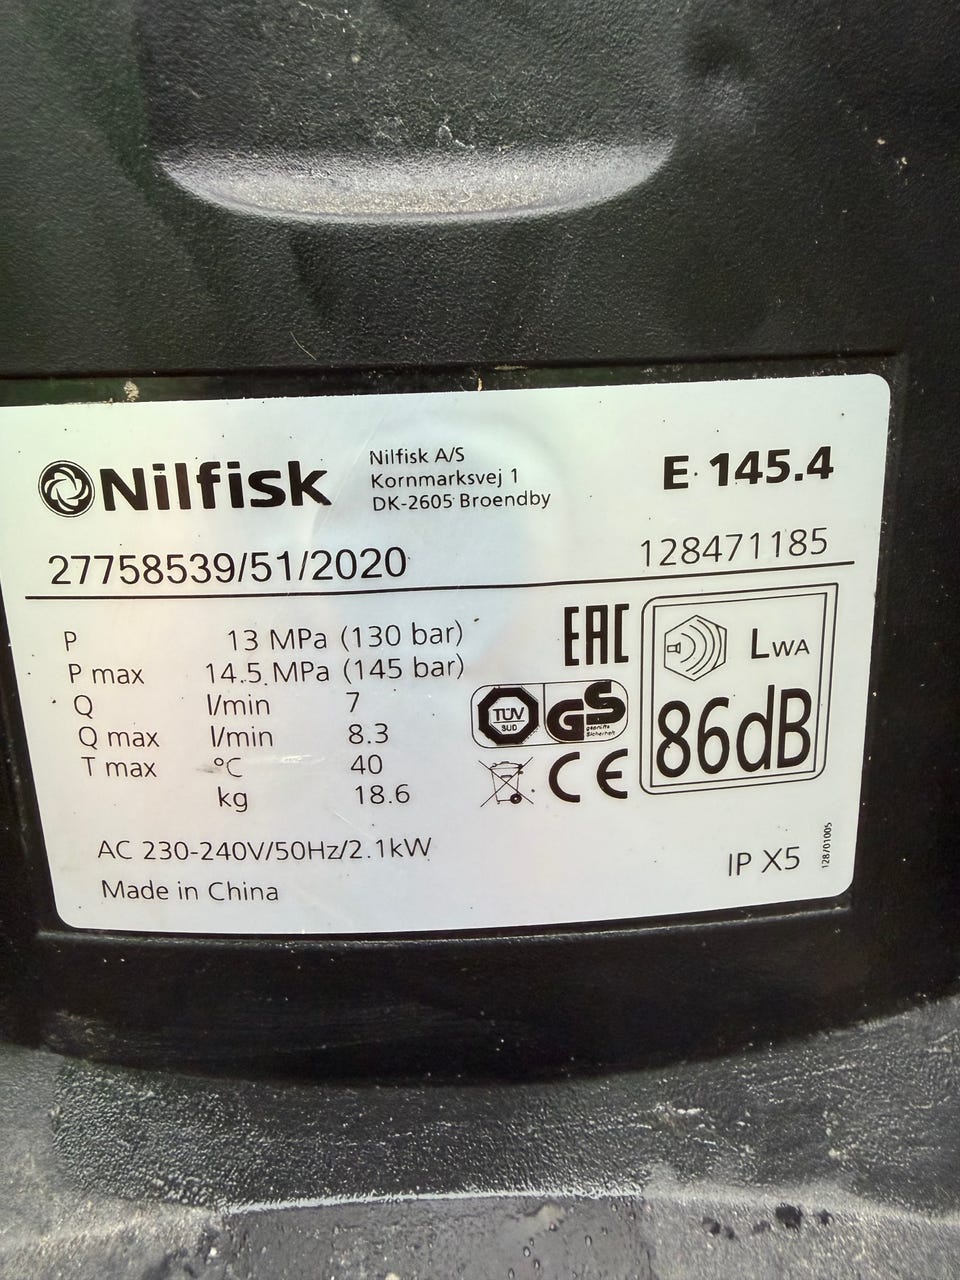 Nilfisk
Nilfisk A/S
Kornmarksvej 1
DK-2605 Broendby
E 145.4
27758539/51/2020
128471185
P 13 MPa (130 bar)
P max 14.5 MPa (145 bar)
Q l/min 7
Q max l/min 8.3
T max °C 40
kg 18.6
EAC
TÜV
SÜD
GS
geprüfte
Sicherheit
CE
LWA
86dB
AC 230-240V/50Hz/2.1kW
Made in China
IP X5
128/01005